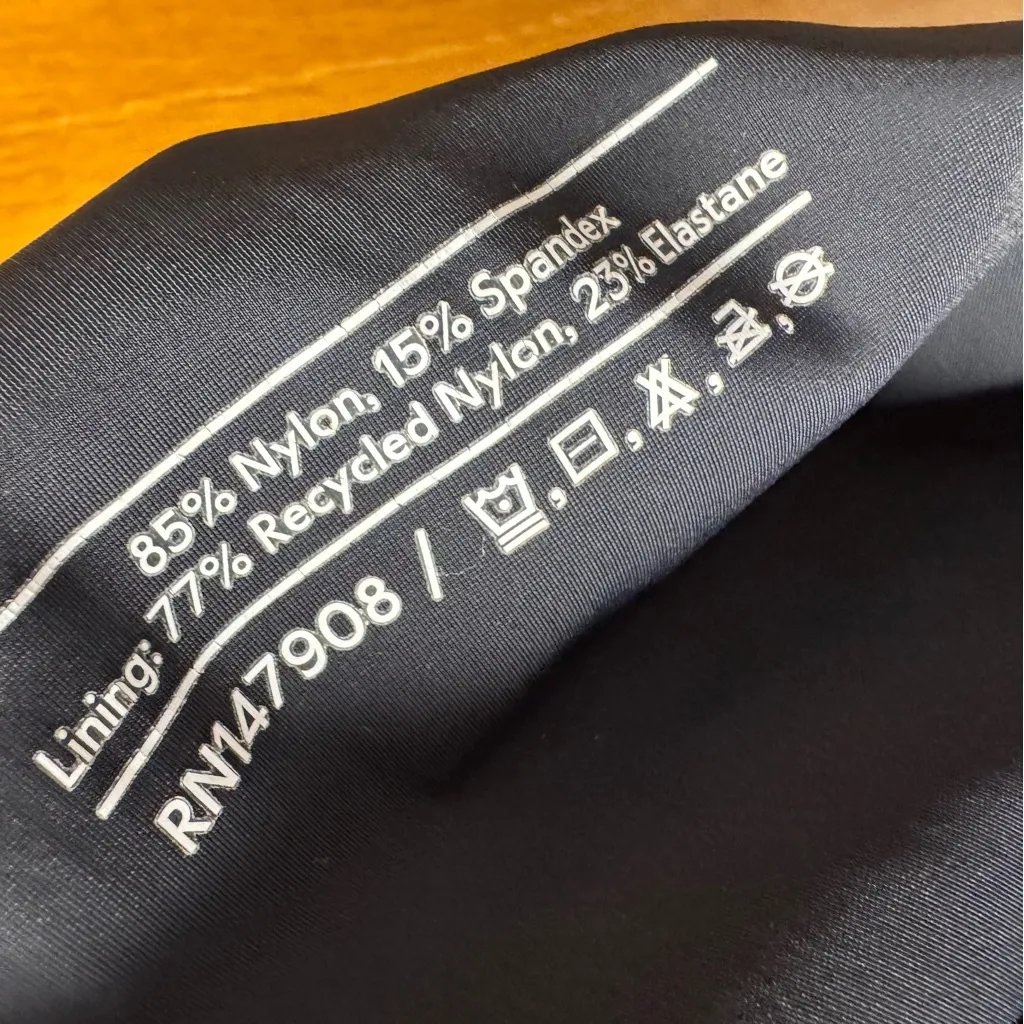 85% Nylon, 15% Spandex
Lining: 77% Recycled Nylon, 23% Elastane
RN147908 /